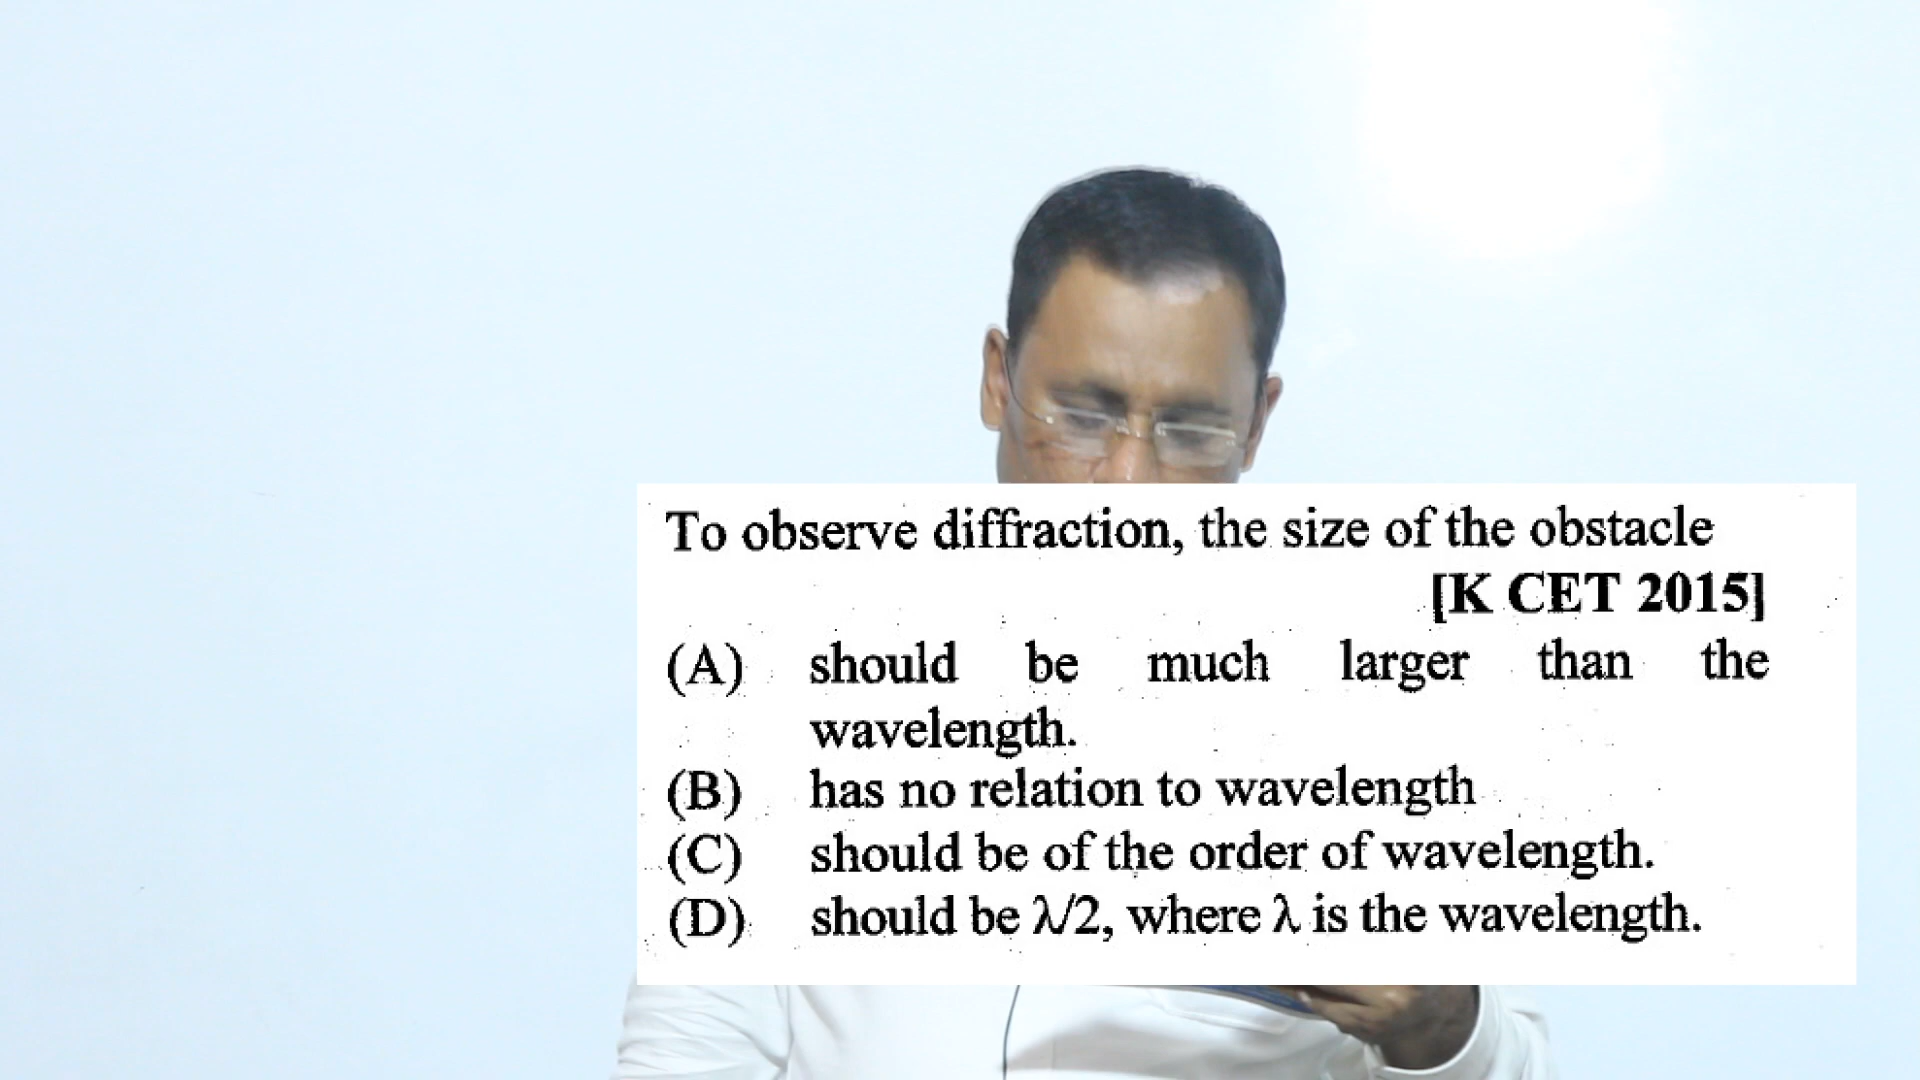 To observe diffraction, the size of the obstacle
[K CET 2015]
(A) should be much larger than the
wavelength.
(B) has no relation to wavelength
(C) should be of the order of wavelength.
(D) should be λ/2, where λ is the wavelength.